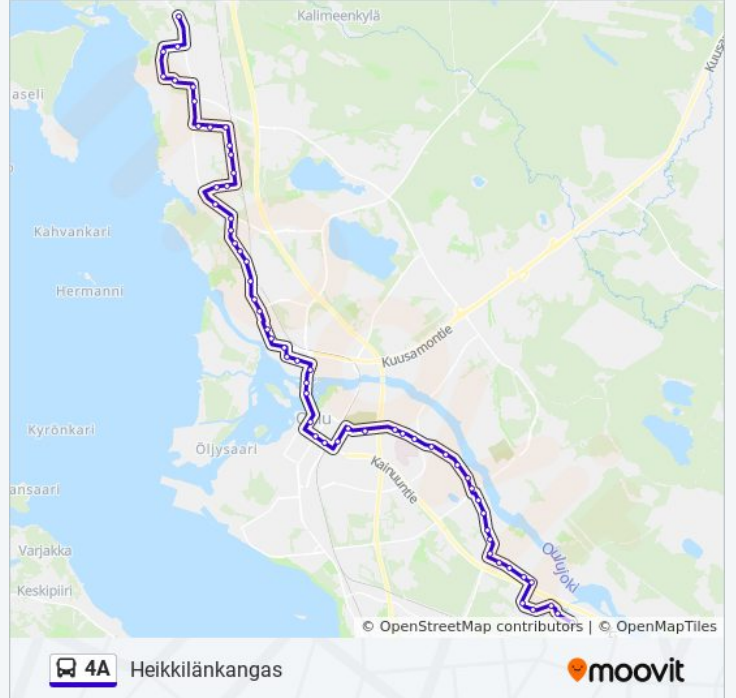 Kalimeenkylä
Kuusa
aseli
Kahvankari
Hermanni
Kuusamontie
Kyrönkari
Öljysaari
Kainuuntie
ansaari
Varjakka
Oulujoki
Keskipiiri
© OpenStreetMap contributors | © OpenMapTiles
4A Heikkilänkangas
moovit